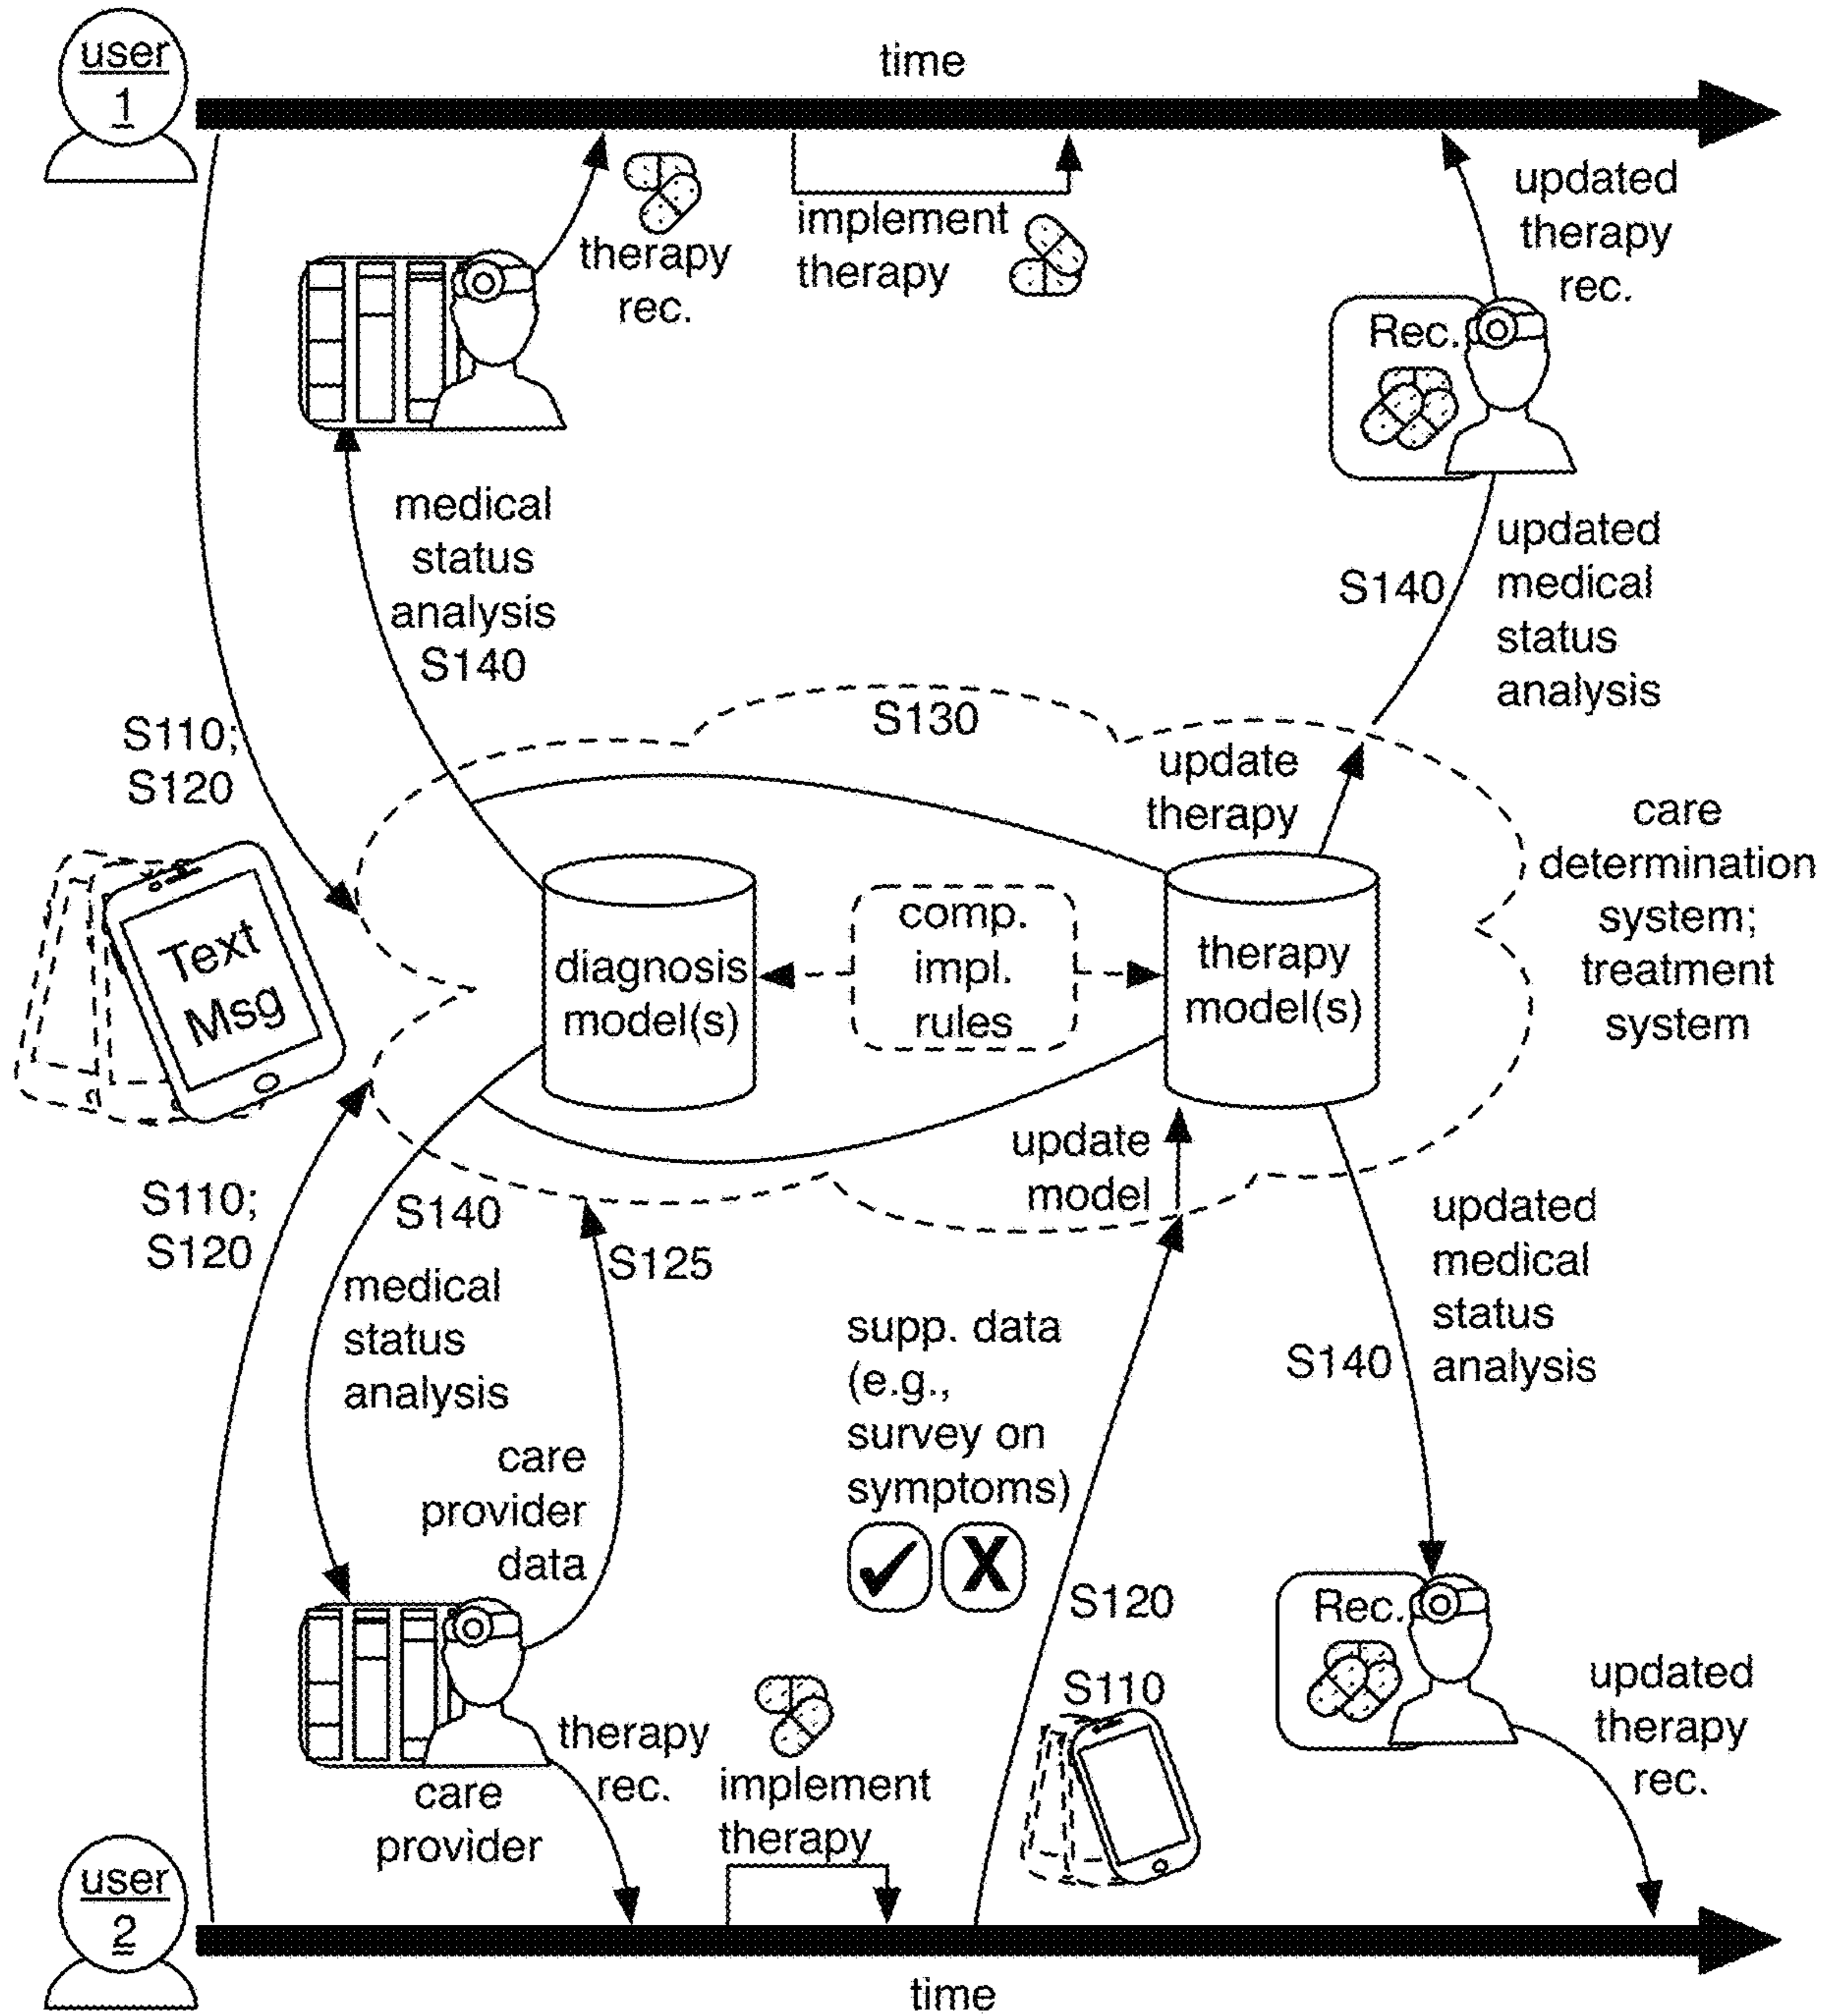 user
1
time
therapy
rec.
implement
therapy
updated
therapy
rec.
Rec.
medical
status
analysis
S140
S140
updated
medical
status
analysis
S110;
S120
S130
update
therapy
care
determination
system;
treatment
system
Text
Msg
diagnosis
model(s)
comp.
impl.
rules
therapy
model(s)
update
model
S110;
S120
S140
medical
status
analysis
S125
care
provider
data
supp. data
(e.g.,
survey on
symptoms)
X
S120
S110
S140
updated
medical
status
analysis
Rec.
updated
therapy
rec.
care
provider
therapy
rec.
implement
therapy
user
2
time